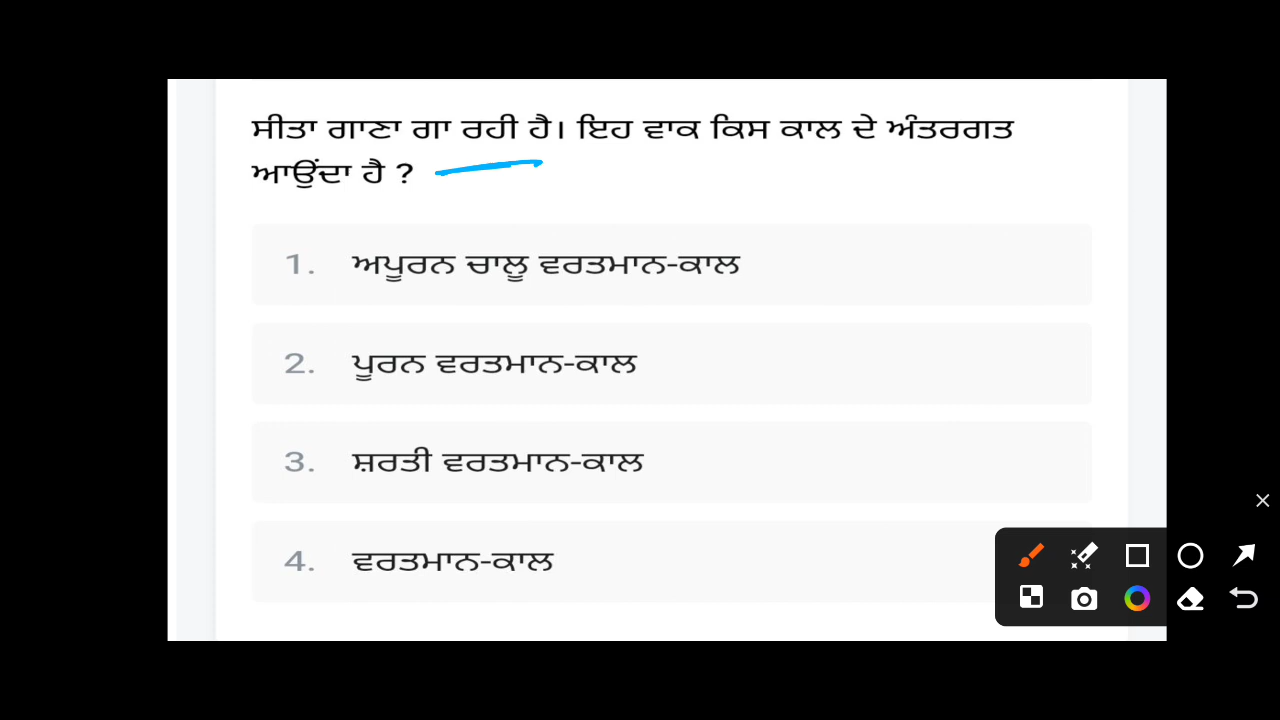 ਸੀਤਾ ਗਾਣਾ ਗਾ ਰਹੀ ਹੈ। ਇਹ ਵਾਕ ਕਿਸ ਕਾਲ ਦੇ ਅੰਤਰਗਤ
ਆਉਂਦਾ ਹੈ ?
1. ਅਪੂਰਨ ਚਾਲੂ ਵਰਤਮਾਨ-ਕਾਲ
2. ਪੂਰਨ ਵਰਤਮਾਨ-ਕਾਲ
3. ਸ਼ਰਤੀ ਵਰਤਮਾਨ-ਕਾਲ
4. ਵਰਤਮਾਨ-ਕਾਲ